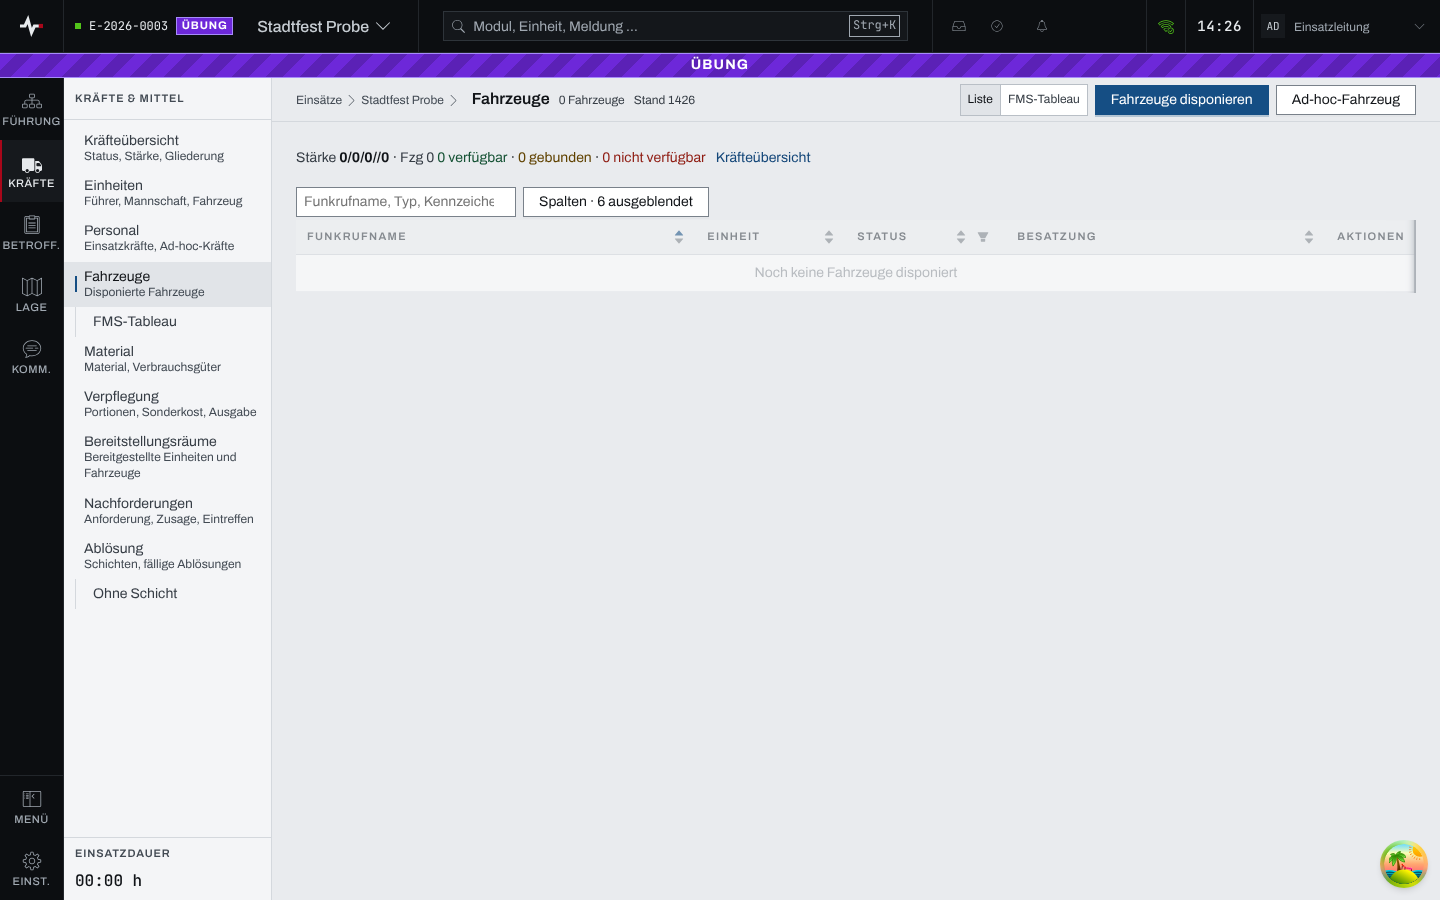 E-2026-0003 ÜBUNG Stadtfest Probe Modul, Einheit, Meldung ... Strg+K 14:26 AD Einsatzleitung
ÜBUNG
FÜHRUNG
KRÄFTE
BETROFF.
LAGE
KOMM.
MENÜ
EINST.
KRÄFTE & MITTEL
Kräfteübersicht
Status, Stärke, Gliederung
Einheiten
Führer, Mannschaft, Fahrzeug
Personal
Einsatzkräfte, Ad-hoc-Kräfte
Fahrzeuge
Disponierte Fahrzeuge
FMS-Tableau
Material
Material, Verbrauchsgüter
Verpflegung
Portionen, Sonderkost, Ausgabe
Bereitstellungsräume
Bereitgestellte Einheiten und
Fahrzeuge
Nachforderungen
Anforderung, Zusage, Eintreffen
Ablösung
Schichten, fällige Ablösungen
Ohne Schicht
EINSATZDAUER
00:00 h
Einsätze Stadtfest Probe Fahrzeuge 0 Fahrzeuge Stand 1426 Liste FMS-Tableau Fahrzeuge disponieren Ad-hoc-Fahrzeug
Stärke 0/0/0//0 · Fzg 0 0 verfügbar · 0 gebunden · 0 nicht verfügbar Kräfteübersicht
Funkrufname, Typ, Kennzeiche Spalten · 6 ausgeblendet
FUNKRUFNAME EINHEIT STATUS BESATZUNG AKTIONEN
Noch keine Fahrzeuge disponiert